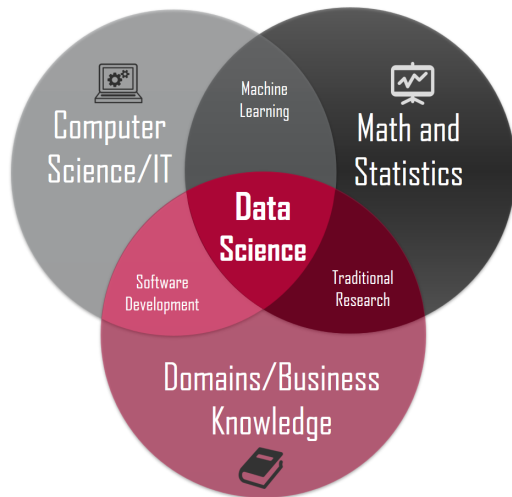 Machine
Learning
Computer
Science/IT
Math and
Statistics
Data
Science
Software
Development
Traditional
Research
Domains/Business
Knowledge